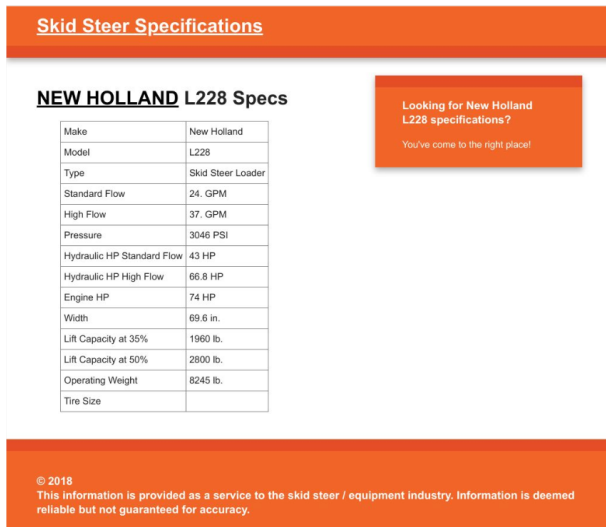 Skid Steer Specifications
NEW HOLLAND L228 Specs
Make New Holland
Model L228
Type Skid Steer Loader
Standard Flow 24. GPM
High Flow 37. GPM
Pressure 3046 PSI
Hydraulic HP Standard Flow 43 HP
Hydraulic HP High Flow 66.8 HP
Engine HP 74 HP
Width 69.6 in.
Lift Capacity at 35% 1960 lb.
Lift Capacity at 50% 2800 lb.
Operating Weight 8245 lb.
Tire Size
Looking for New Holland
L228 specifications?
You've come to the right place!
© 2018
This information is provided as a service to the skid steer / equipment industry. Information is deemed
reliable but not guaranteed for accuracy.